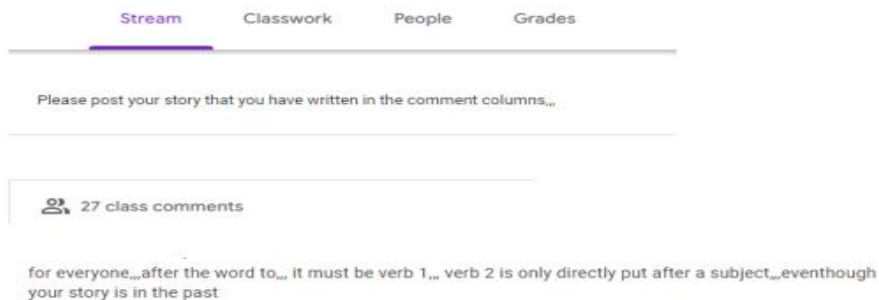 Stream Classwork People Grades
Please post your story that you have written in the comment columns,,,
27 class comments
for everyone,,,after the word to,,, it must be verb 1,,, verb 2 is only directly put after a subject,,,eventhough
your story is in the past